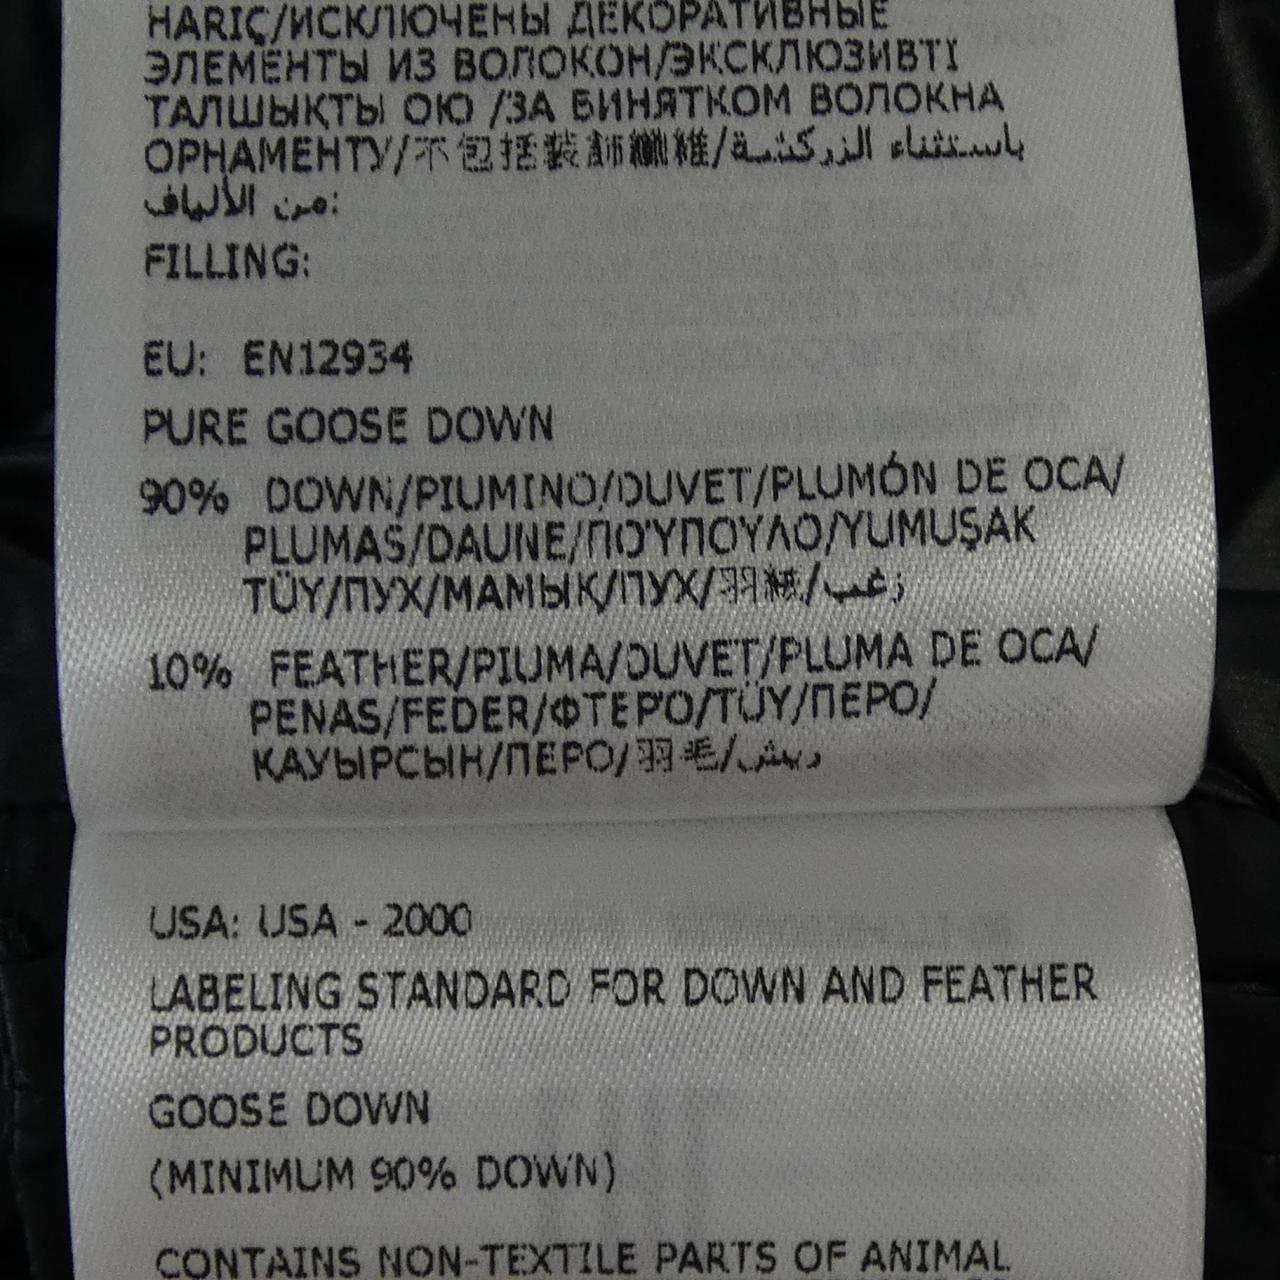 HARİÇ/ИСКЛЮЧЕНЫ ДЕКОРАТИВНЫЕ
ЭЛЕМЕНТЫ ИЗ ВОЛОКОН/ЭКСКЛЮЗИВТІ
ТАЛШЫҚТЫ ОЮ /ЗА ВИНЯТКОМ ВОЛОКНА
ОРНАМЕНТУ/不包括裝飾纖維/باستثناء الزركشة
من الألياف:
FILLING:
EU: EN12934
PURE GOOSE DOWN
90% DOWN/PIUMINO/DUVET/PLUMÓN DE OCA/
PLUMAS/DAUNE/ΠΟΎΠΟΥΛΟ/YUMUŞAK
TÜY/ПУХ/МАМЫҚ/ПУХ/羽絨/زغب
10% FEATHER/PIUMA/DUVET/PLUMA DE OCA/
PENAS/FEDER/ΦΤΕΡΌ/TÜY/ПЕРО/
ҚАУЫРСЫН/ПЕРО/羽毛/ريش
USA: USA - 2000
LABELING STANDARD FOR DOWN AND FEATHER
PRODUCTS
GOOSE DOWN
(MINIMUM 90% DOWN)
CONTAINS NON-TEXTILE PARTS OF ANIMAL